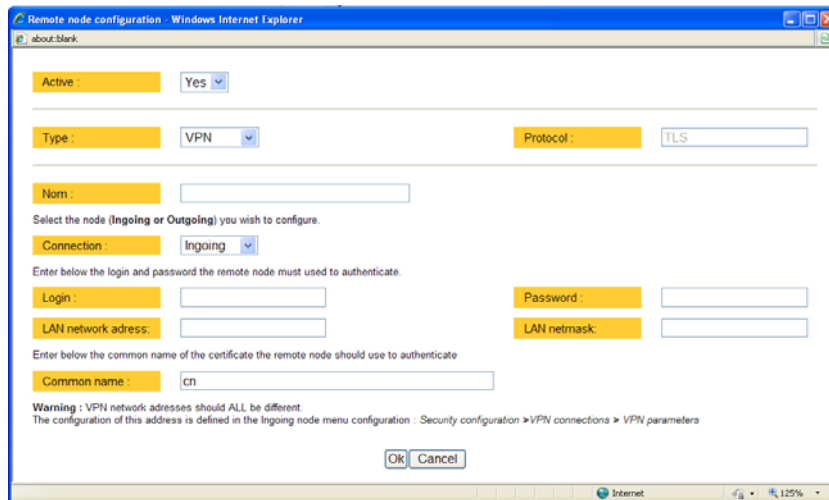 Remote node configuration - Windows Internet Explorer
about:blank
Active : Yes
Type : VPN Protocol : TLS
Nom :
Select the node (Ingoing or Outgoing) you wish to configure.
Connection : Ingoing
Enter below the login and password the remote node must used to authenticate.
Login : Password :
LAN network adress: LAN netmask:
Enter below the common name of the certificate the remote node should use to authenticate
Common name : cn
Warning : VPN network adresses should ALL be different.
The configuration of this address is defined in the Ingoing node menu configuration : Security configuration >VPN connections > VPN parameters
Ok Cancel
Internet 125%